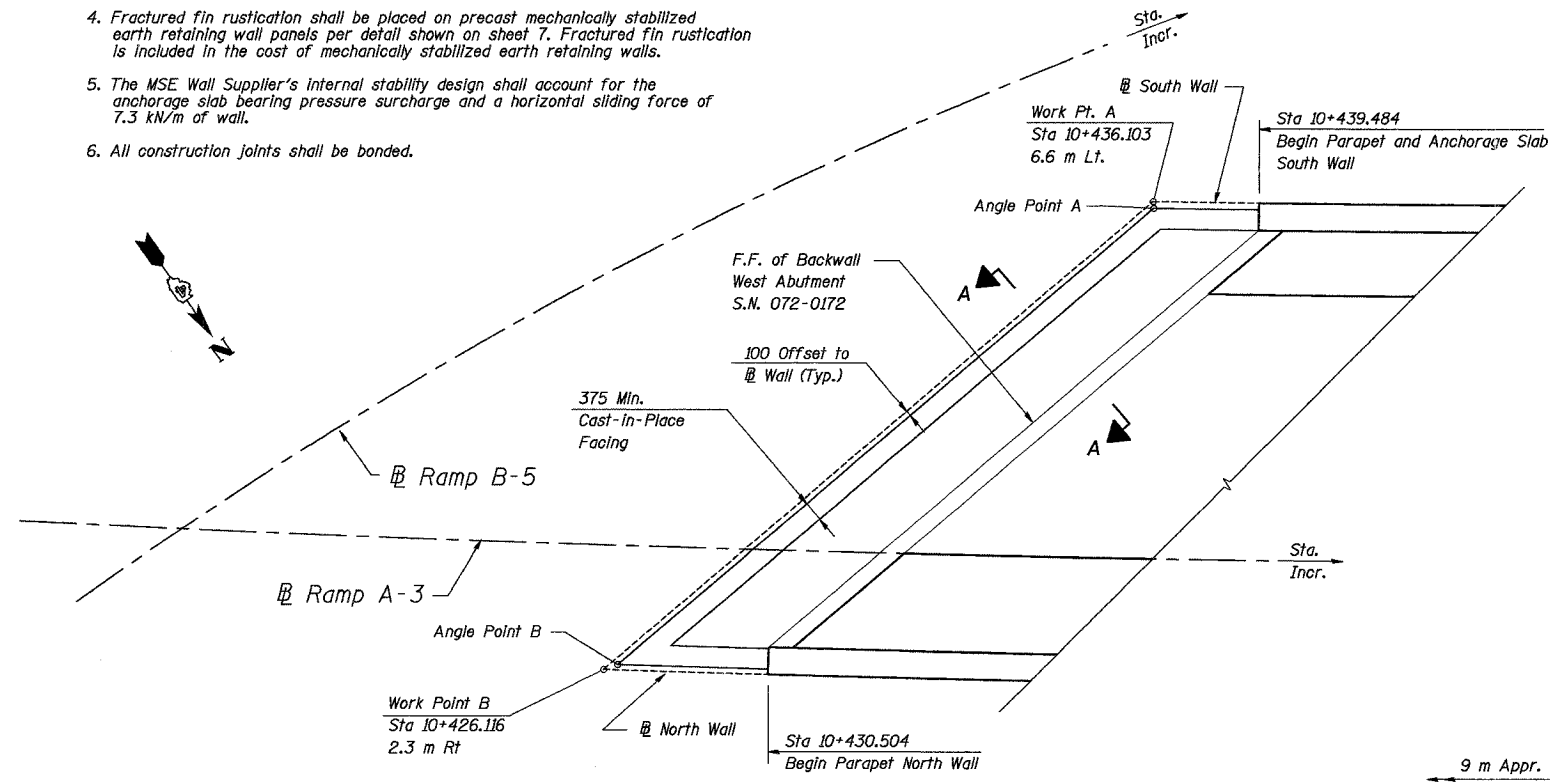 4. Fractured fin rustication shall be placed on precast mechanically stabilized
earth retaining wall panels per detail shown on sheet 7. Fractured fin rustication
is included in the cost of mechanically stabilized earth retaining walls.
5. The MSE Wall Supplier's internal stability design shall account for the
anchorage slab bearing pressure surcharge and a horizontal sliding force of
7.3 kN/m of wall.
6. All construction joints shall be bonded.
Sta.
Incr.
BL South Wall
Work Pt. A
Sta 10+436.103
6.6 m Lt.
Sta 10+439.484
Begin Parapet and Anchorage Slab
South Wall
Angle Point A
F.F. of Backwall
West Abutment
S.N. 072-0172
A
100 Offset to
BL Wall (Typ.)
375 Min.
Cast-in-Place
Facing
A
N
BL Ramp B-5
Sta.
Incr.
BL Ramp A-3
Angle Point B
Work Point B
Sta 10+426.116
2.3 m Rt
BL North Wall
Sta 10+430.504
Begin Parapet North Wall
9 m Appr.